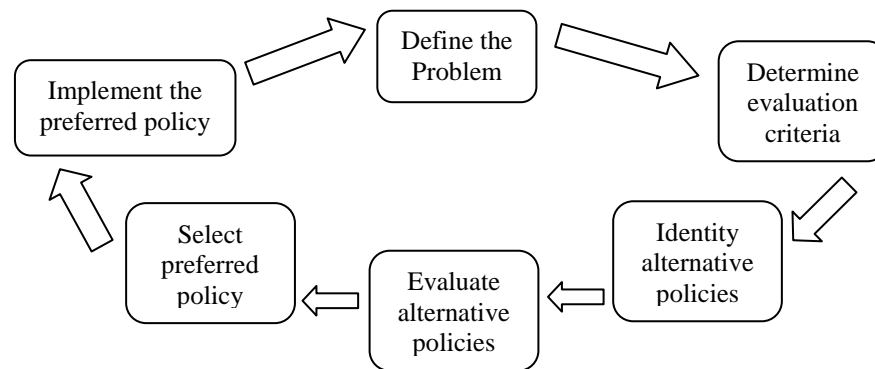 Define the
Problem
Determine
evaluation
criteria
Identity
alternative
policies
Evaluate
alternative
policies
Select
preferred
policy
Implement the
preferred policy